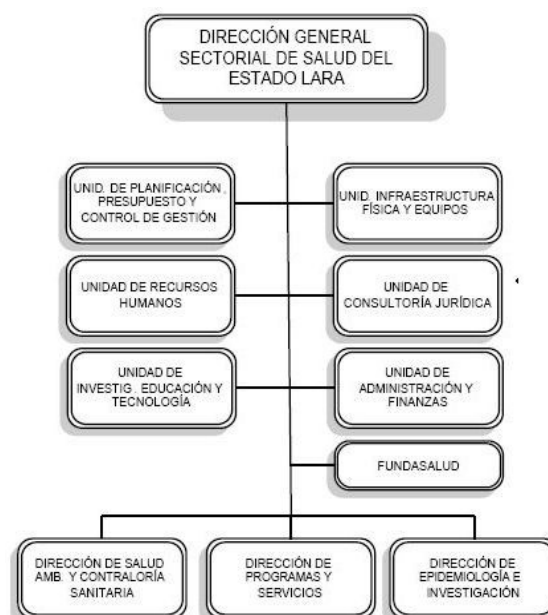 DIRECCIÓN GENERAL
SECTORIAL DE SALUD DEL
ESTADO LARA
UNID. DE PLANIFICACIÓN ,
PRESUPUESTO Y
CONTROL DE GESTIÓN
UNID. INFRAESTRUCTURA
FÍSICA Y EQUIPOS
UNIDAD DE RECURSOS
HUMANOS
UNIDAD DE
CONSULTORÍA JURÍDICA
UNIDAD DE
INVESTIG. EDUCACIÓN Y
TECNOLOGÍA
UNIDAD DE
ADMINISTRACIÓN Y
FINANZAS
FUNDASALUD
DIRECCIÓN DE SALUD
AMB. Y CONTRALORÍA
SANITARIA
DIRECCIÓN DE
PROGRAMAS Y
SERVICIOS
DIRECCIÓN DE
EPIDEMIOLOGÍA E
INVESTIGACIÓN